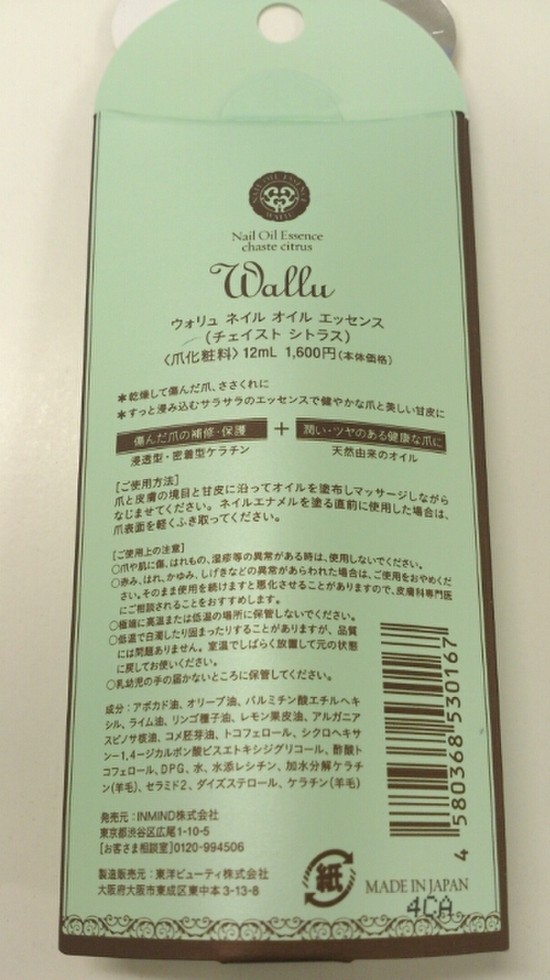 NAIL OIL ESSENCE
WALLU
Nail Oil Essence
chaste citrus
Wallu
ウォリュ ネイル オイル エッセンス
(チェイスト シトラス)
〈爪化粧料〉12mL 1,600円(本体価格)
＊乾燥して傷んだ爪、ささくれに
＊すっと浸み込むサラサラのエッセンスで健やかな爪と美しい甘皮に
傷んだ爪の補修・保護 + 潤い・ツヤのある健康な爪に
浸透型・密着型ケラチン 天然由来のオイル
[ご使用方法]
爪と皮膚の境目と甘皮に沿ってオイルを塗布しマッサージしながら
なじませてください。ネイルエナメルを塗る直前に使用した場合は、
爪表面を軽くふき取ってください。
[ご使用上の注意]
○爪や肌に傷、はれもの、湿疹等の異常がある時は、使用しないでください。
○赤み、はれ、かゆみ、しげきなどの異常があらわれた場合は、ご使用をおやめくだ
さい。そのまま使用を続けますと悪化させることがありますので、皮膚科専門医
にご相談されることをおすすめします。
○極端に高温または低温の場所に保管しないでください。
○低温で白濁したり固まったりすることがありますが、品質
には問題ありません。室温でしばらく放置して元の状態
に戻してお使いください。
○乳幼児の手の届かないところに保管してください。
成分：アボカド油、オリーブ油、パルミチン酸エチルヘキ
シル、ライム油、リンゴ種子油、レモン果皮油、アルガニア
スピノサ核油、コメ胚芽油、トコフェロール、シクロヘキサ
ン-1,4-ジカルボン酸ビスエトキシジグリコール、酢酸ト
コフェロール、DPG、水、水添レシチン、加水分解ケラチ
ン(羊毛)、セラミド2、ダイズステロール、ケラチン(羊毛)
4 580368 530167
発売元：INMIND株式会社
東京都渋谷区広尾1-10-5
[お客さま相談室]0120-994506
製造販売元：東洋ビューティ株式会社
大阪府大阪市東成区東中本3-13-8
紙
MADE IN JAPAN
4CA